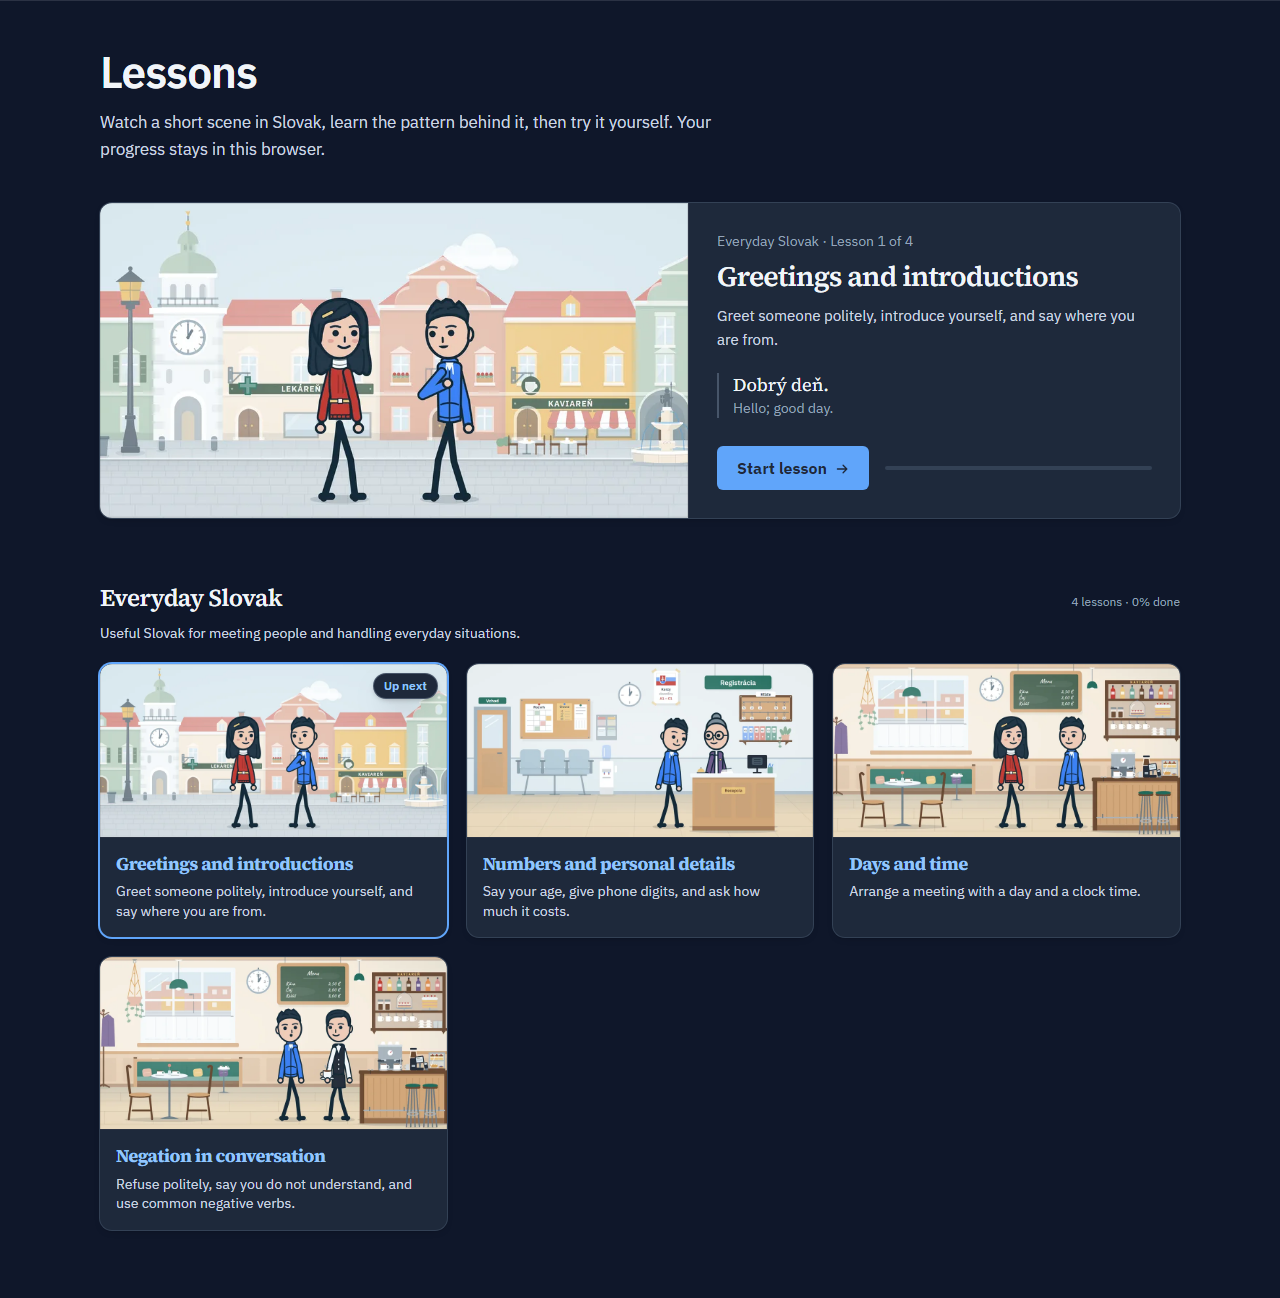 Lessons
Watch a short scene in Slovak, learn the pattern behind it, then try it yourself. Your
progress stays in this browser.
LEKÁREŇ
KAVIAREŇ
Everyday Slovak · Lesson 1 of 4
Greetings and introductions
Greet someone politely, introduce yourself, and say where you
are from.
Dobrý deň.
Hello; good day.
Start lesson →
Everyday Slovak
4 lessons · 0% done
Useful Slovak for meeting people and handling everyday situations.
Up next
KAVIAREŇ
Greetings and introductions
Greet someone politely, introduce yourself, and
say where you are from.
Registrácia
Numbers and personal details
Say your age, give phone digits, and ask how
much it costs.
Menu
Days and time
Arrange a meeting with a day and a clock time.
Menu
Negation in conversation
Refuse politely, say you do not understand, and
use common negative verbs.